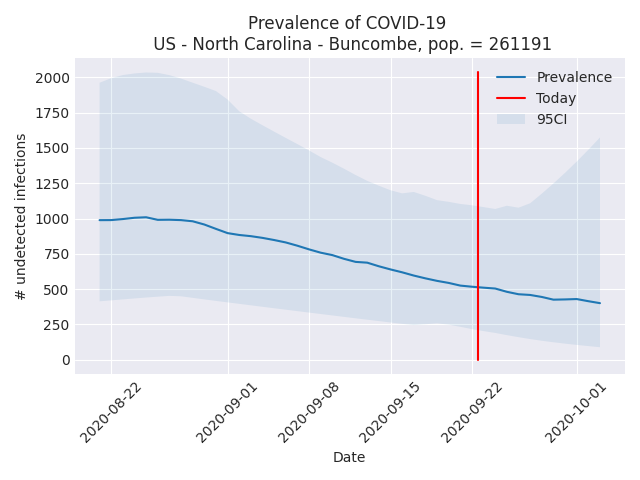 Prevalence of COVID-19
US - North Carolina - Buncombe, pop. = 261191
Prevalence
Today
95CI
# undetected infections
2000
1750
1500
1250
1000
750
500
250
0
2020-08-22
2020-09-01
2020-09-08
2020-09-15
2020-09-22
2020-10-01
Date